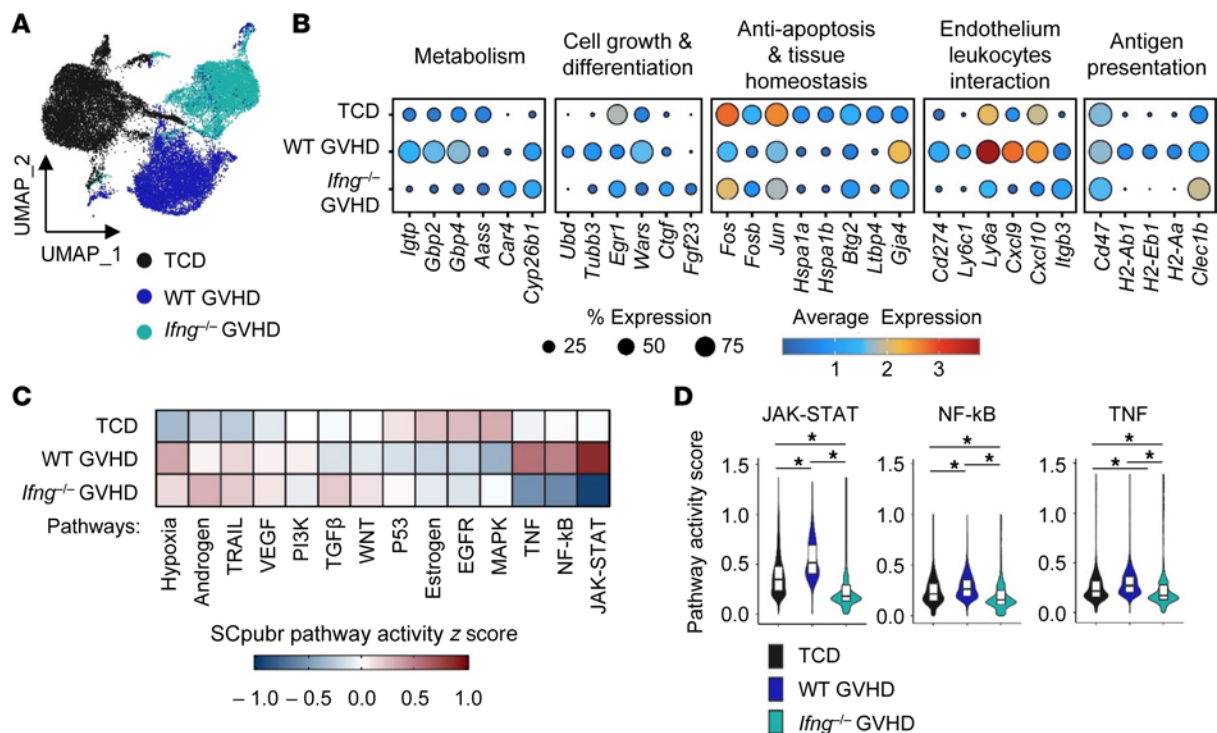 A
UMAP_2
UMAP_1
TCD
WT GVHD
Ifng–/– GVHD
B
Metabolism
Cell growth &
differentiation
Anti-apoptosis
& tissue
homeostasis
Endothelium
leukocytes
interaction
Antigen
presentation
TCD
WT GVHD
Ifng–/–
GVHD
Igtp
Gbp2
Gbp4
Aass
Car4
Cyp26b1
Ubd
Tubb3
Egr1
Wars
Ctgf
Fgf23
Fos
Fosb
Jun
Hspa1a
Hspa1b
Btg2
Ltbp4
Gja4
Cd274
Ly6c1
Ly6a
Cxcl9
Cxcl10
Itgb3
Cd47
H2-Ab1
H2-Eb1
H2-Aa
Clec1b
% Expression
25 50 75
Average Expression
1 2 3
C
TCD
WT GVHD
Ifng–/– GVHD
Pathways:
Hypoxia
Androgen
TRAIL
VEGF
PI3K
TGFβ
WNT
P53
Estrogen
EGFR
MAPK
TNF
NF-kB
JAK-STAT
SCpubr pathway activity z score
– 1.0 – 0.5 0.0 0.5 1.0
D
JAK-STAT
NF-kB
TNF
Pathway activity score
1.5
1.0
0.5
0.0
*
*
*
1.5
1.0
0.5
0.0
*
*
*
1.5
1.0
0.5
0.0
*
*
*
TCD
WT GVHD
Ifng–/– GVHD